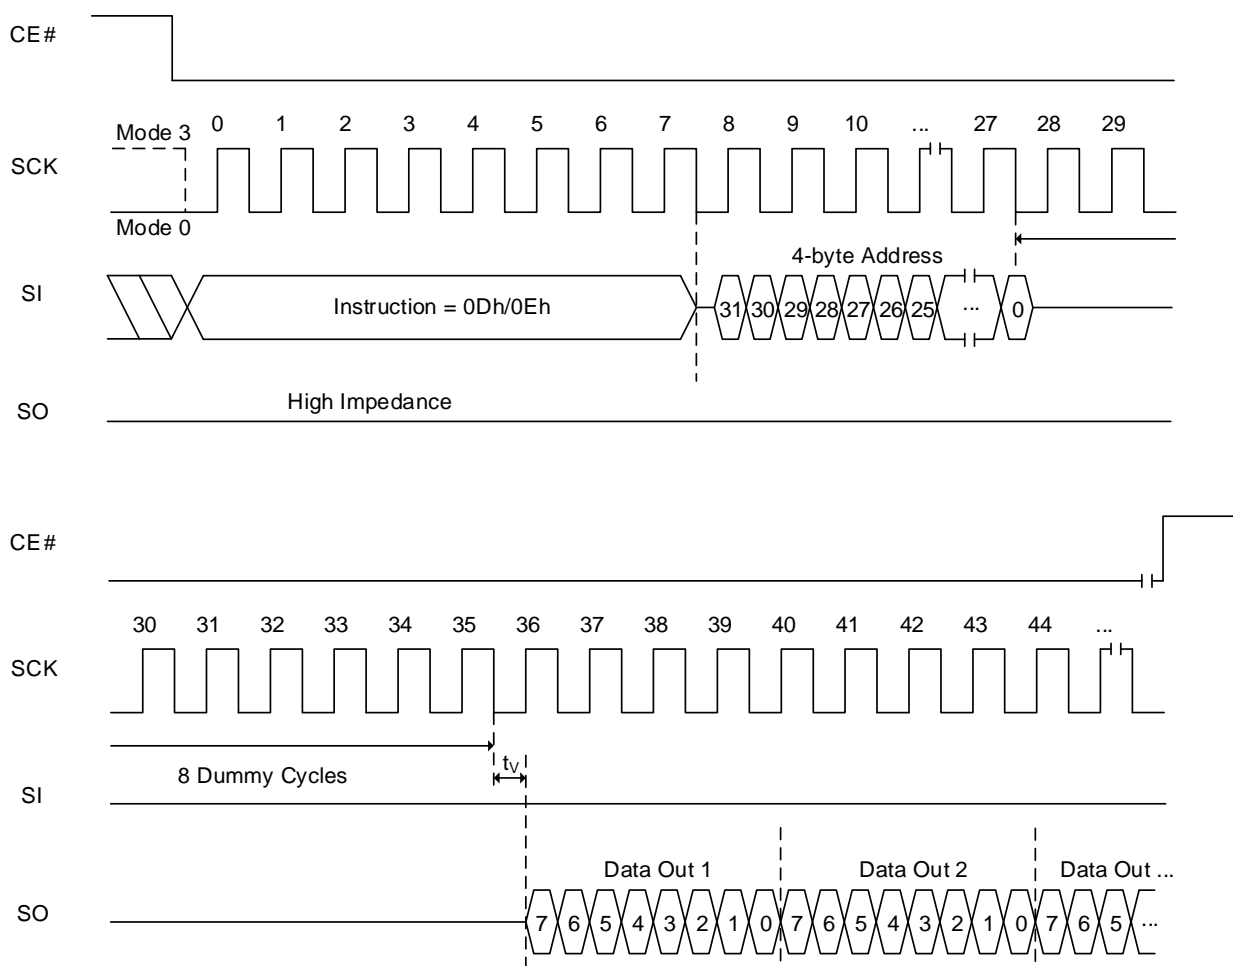 CE#
Mode 3 0 1 2 3 4 5 6 7 8 9 10 ... 27 28 29
SCK
Mode 0
4-byte Address
SI
Instruction = 0Dh/0Eh 31 30 29 28 27 26 25 ... 0
High Impedance
SO
CE#
30 31 32 33 34 35 36 37 38 39 40 41 42 43 44 ...
SCK
8 Dummy Cycles tV
SI
Data Out 1 Data Out 2 Data Out ...
SO 7 6 5 4 3 2 1 0 7 6 5 4 3 2 1 0 7 6 5 ...